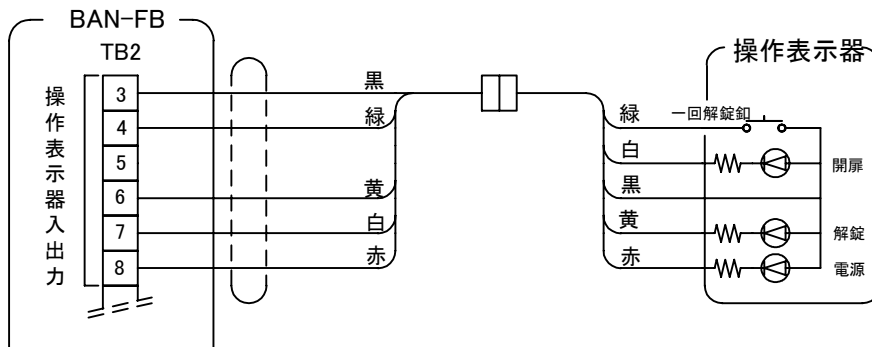 BAN-FB
TB2
操作表示器入出力
3
4
5
6
7
8
黒
緑
黄
白
赤
操作表示器
緑
一回解錠釦
白
開扉
黒
黄
解錠
赤
電源